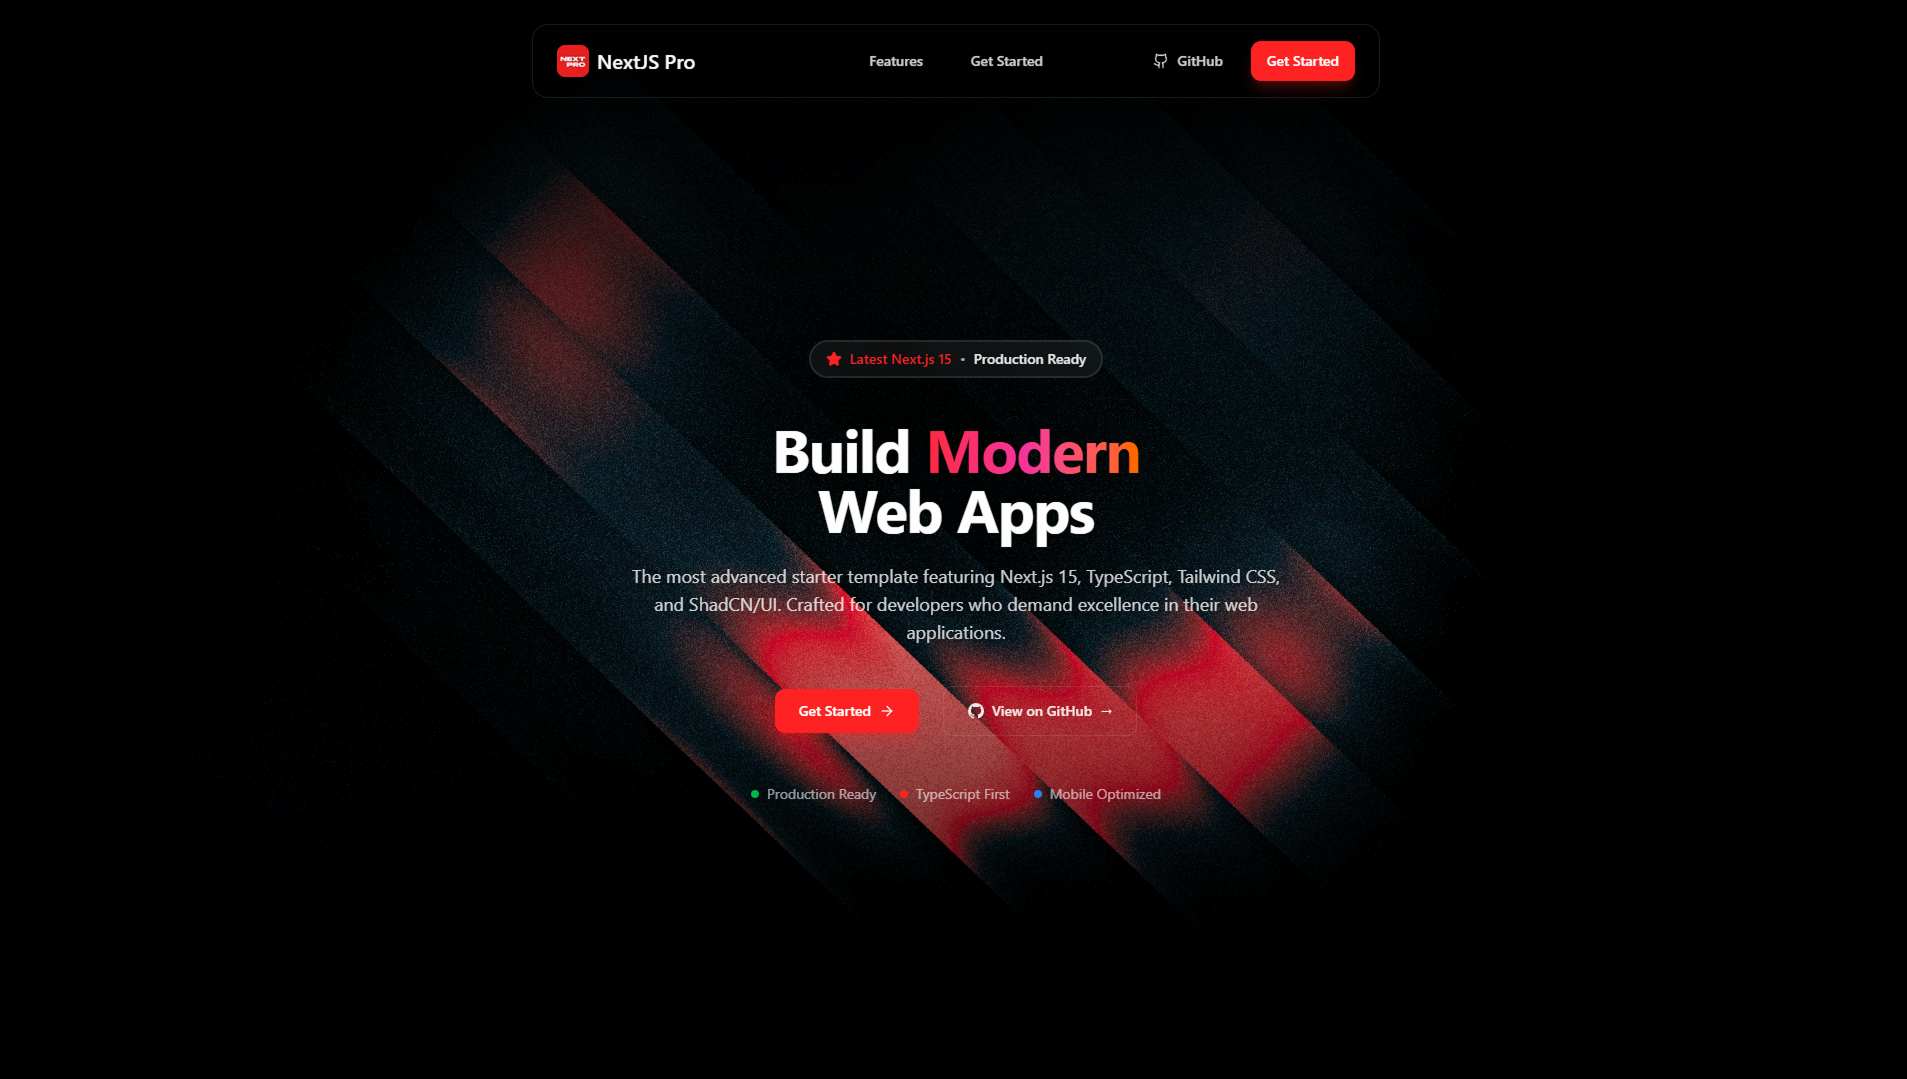 NEXT
PRO
NextJS Pro
Features
Get Started
GitHub
Get Started
Latest Next.js 15 • Production Ready
Build Modern
Web Apps
The most advanced starter template featuring Next.js 15, TypeScript, Tailwind CSS,
and ShadCN/UI. Crafted for developers who demand excellence in their web
applications.
Get Started →
View on GitHub →
Production Ready
TypeScript First
Mobile Optimized